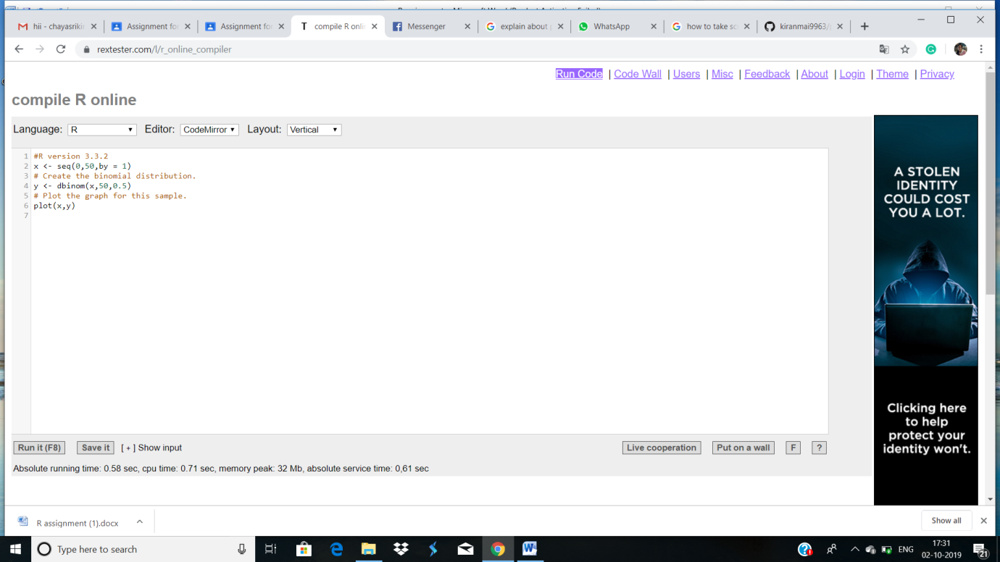 hii - chayasrikir
Assignment for
Assignment for
compile R onlin
Messenger
explain about p
WhatsApp
how to take scr
kiranmai9963/
rextester.com/l/r_online_compiler
Run Code | Code Wall | Users | Misc | Feedback | About | Login | Theme | Privacy
compile R online
Language: R Editor: CodeMirror Layout: Vertical
1 #R version 3.3.2
2 x <- seq(0,50,by = 1)
3 # Create the binomial distribution.
4 y <- dbinom(x,50,0.5)
5 # Plot the graph for this sample.
6 plot(x,y)
7
A STOLEN
IDENTITY
COULD COST
YOU A LOT.
Clicking here
to help
protect your
identity won't.
Run it (F8) Save it [ + ] Show input Live cooperation Put on a wall F ?
Absolute running time: 0.58 sec, cpu time: 0.71 sec, memory peak: 32 Mb, absolute service time: 0,61 sec
R assignment (1).docx
Show all
Type here to search
ENG
17:31
02-10-2019
21